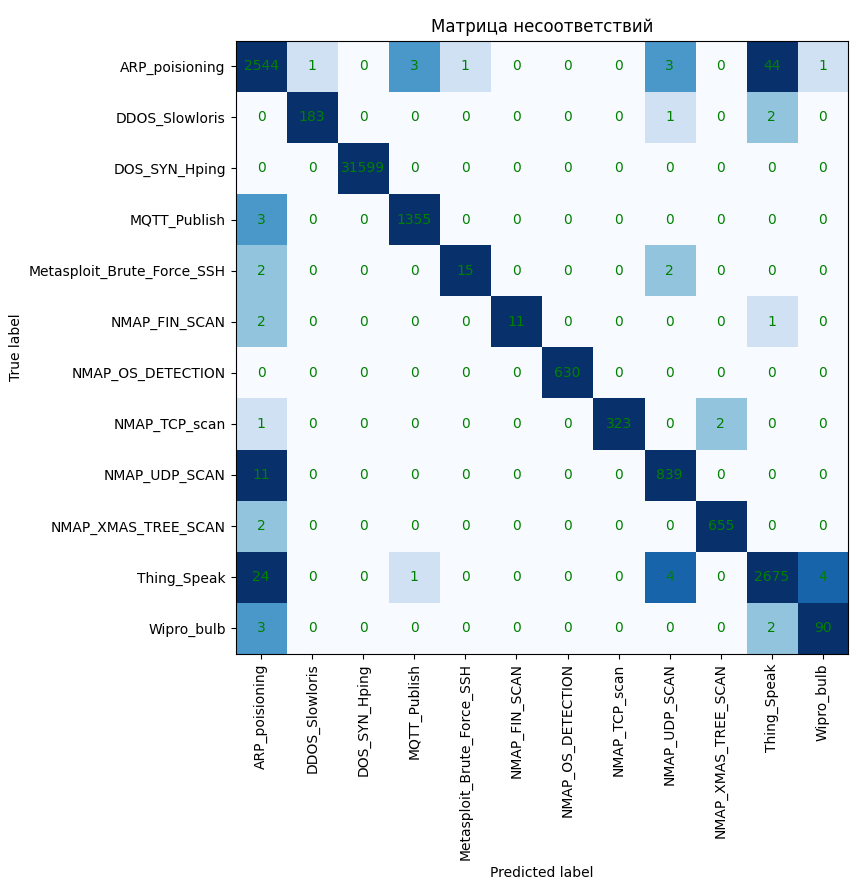 Матрица несоответствий
ARP_poisioning 2544 1 0 3 1 0 0 0 3 0 44 1
DDOS_Slowloris 0 183 0 0 0 0 0 0 1 0 2 0
DOS_SYN_Hping 0 0 31599 0 0 0 0 0 0 0 0 0
MQTT_Publish 3 0 0 1355 0 0 0 0 0 0 0 0
Metasploit_Brute_Force_SSH 2 0 0 0 15 0 0 0 2 0 0 0
NMAP_FIN_SCAN 2 0 0 0 0 11 0 0 0 0 1 0
NMAP_OS_DETECTION 0 0 0 0 0 0 630 0 0 0 0 0
NMAP_TCP_scan 1 0 0 0 0 0 0 323 0 2 0 0
NMAP_UDP_SCAN 11 0 0 0 0 0 0 0 839 0 0 0
NMAP_XMAS_TREE_SCAN 2 0 0 0 0 0 0 0 0 655 0 0
Thing_Speak 24 0 0 1 0 0 0 0 4 0 2675 4
Wipro_bulb 3 0 0 0 0 0 0 0 0 0 2 90
True label
ARP_poisioning
DDOS_Slowloris
DOS_SYN_Hping
MQTT_Publish
Metasploit_Brute_Force_SSH
NMAP_FIN_SCAN
NMAP_OS_DETECTION
NMAP_TCP_scan
NMAP_UDP_SCAN
NMAP_XMAS_TREE_SCAN
Thing_Speak
Wipro_bulb
Predicted label